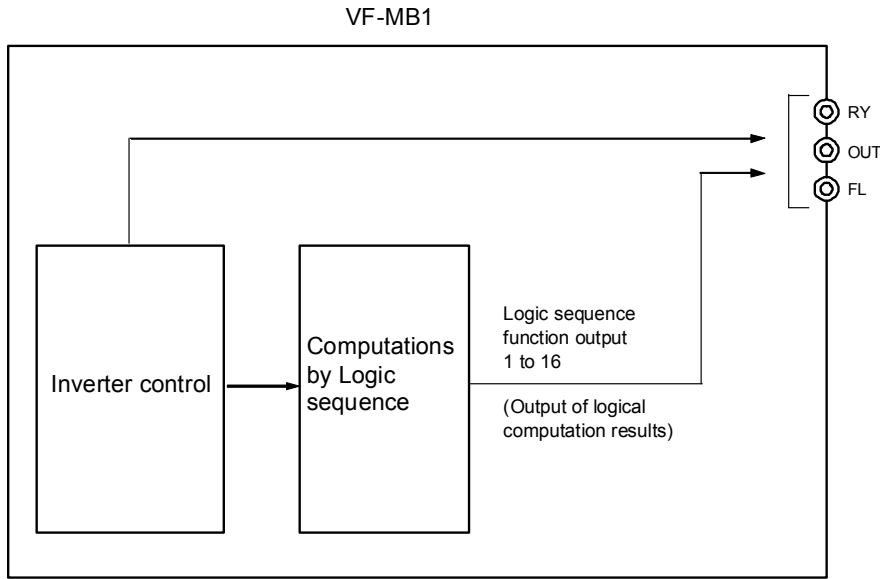 VF-MB1
RY
OUT
FL
Inverter control
Computations
by Logic
sequence
Logic sequence
function output
1 to 16
(Output of logical
computation results)